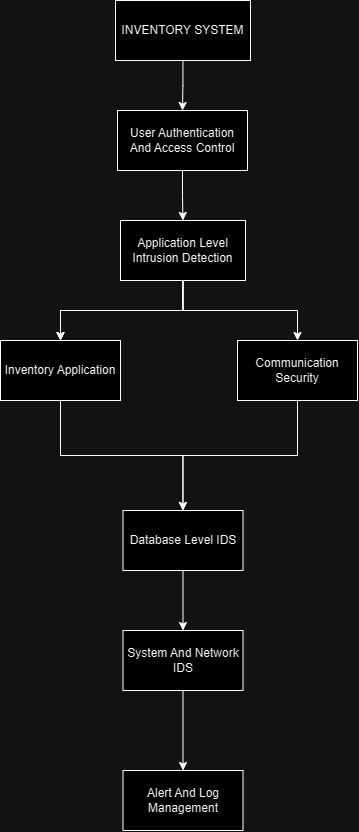 INVENTORY SYSTEM
User Authentication
And Access Control
Application Level
Intrusion Detection
Inventory Application
Communication
Security
Database Level IDS
System And Network
IDS
Alert And Log
Management